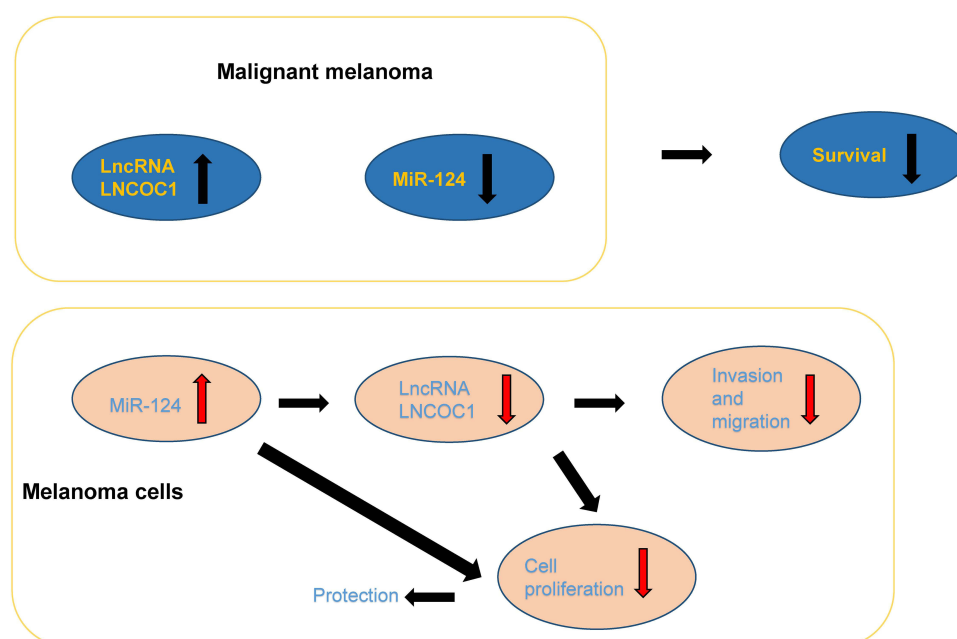 Malignant melanoma
LncRNA
LNCOC1
MiR-124
Survival
MiR-124
LncRNA
LNCOC1
Invasion
and
migration
Melanoma cells
Cell
proliferation
Protection